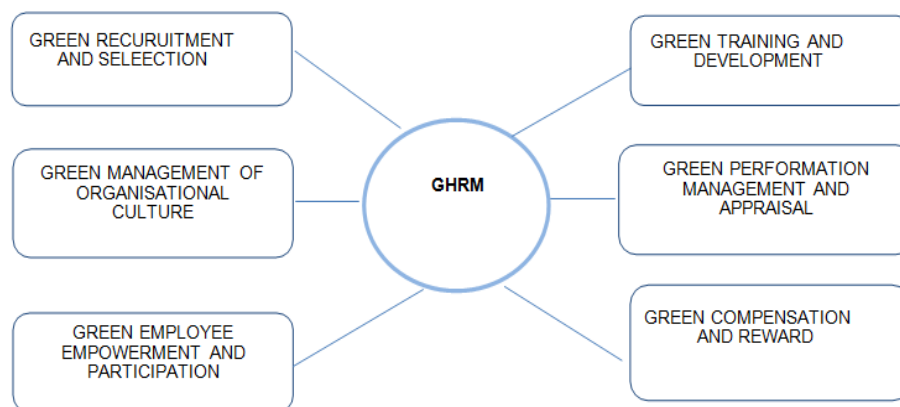 GREEN RECURUITMENT
AND SELEECTION
GREEN TRAINING AND
DEVELOPMENT
GREEN MANAGEMENT OF
ORGANISATIONAL
CULTURE
GHRM
GREEN PERFORMATION
MANAGEMENT AND
APPRAISAL
GREEN EMPLOYEE
EMPOWERMENT AND
PARTICIPATION
GREEN COMPENSATION
AND REWARD